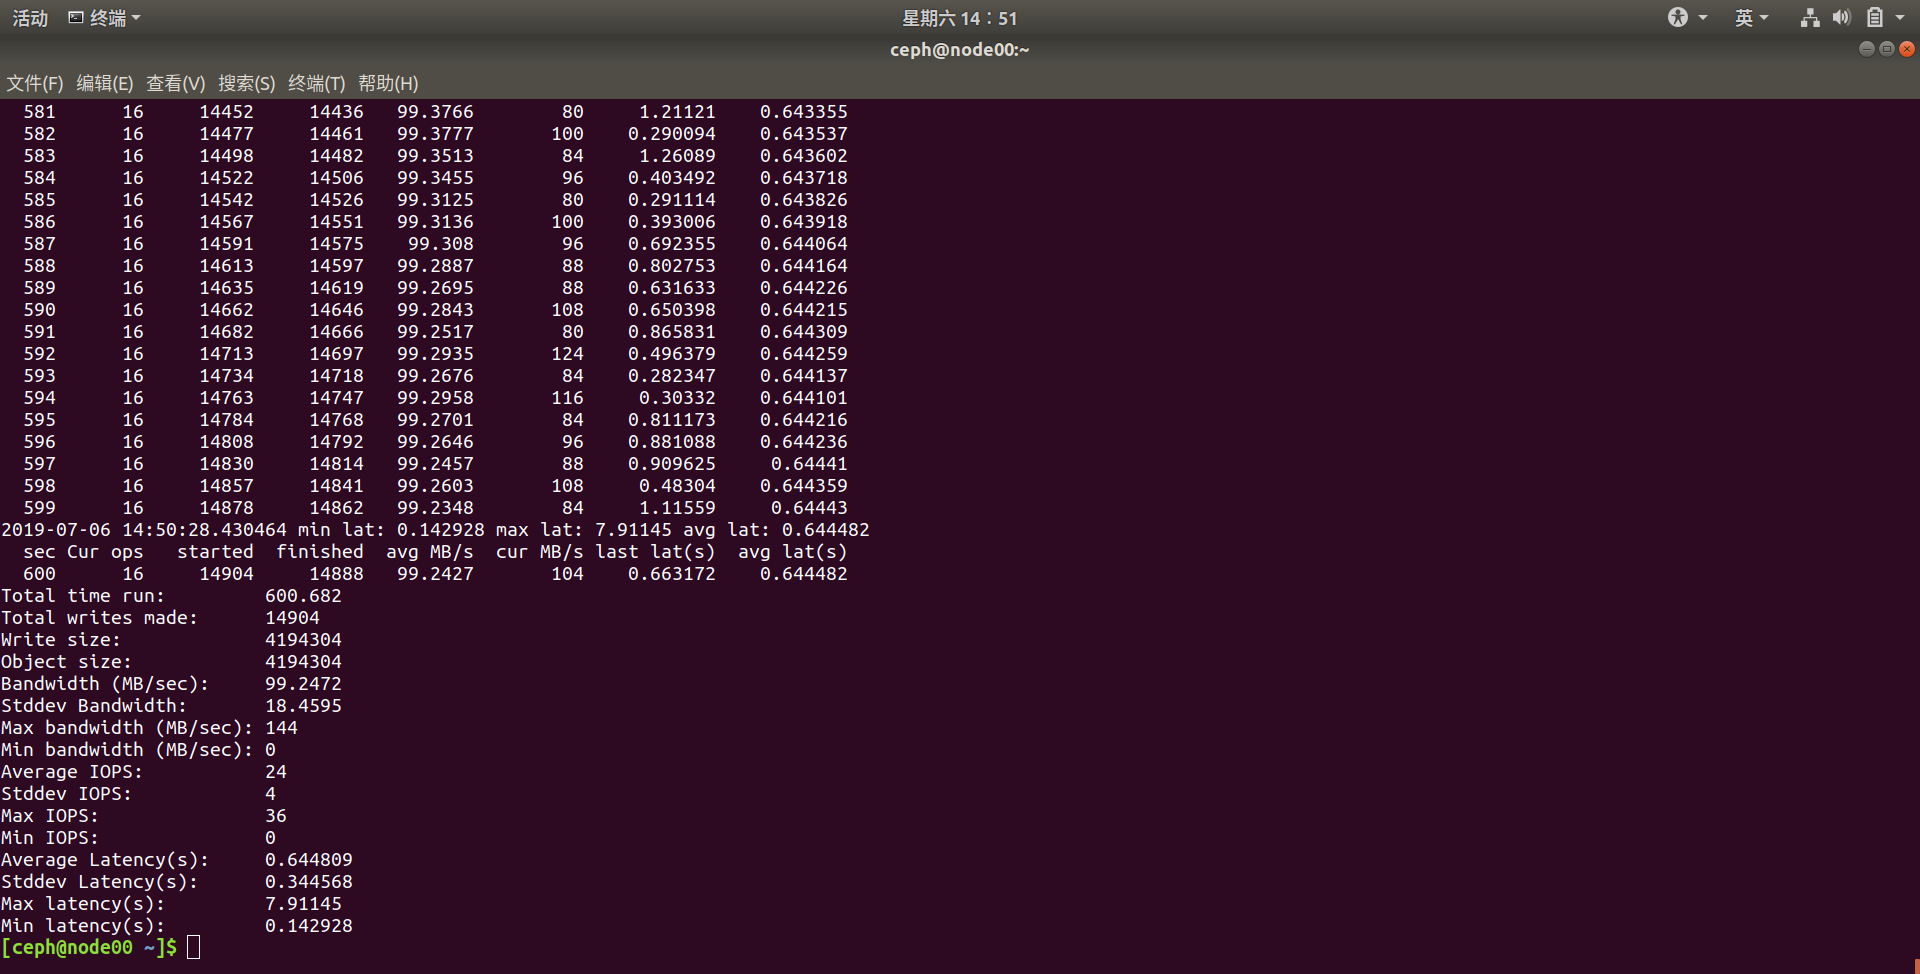 活动 终端 星期六 14：51 英
ceph@node00:~
文件(F) 编辑(E) 查看(V) 搜索(S) 终端(T) 帮助(H)
581 16 14452 14436 99.3766 80 1.21121 0.643355
582 16 14477 14461 99.3777 100 0.290094 0.643537
583 16 14498 14482 99.3513 84 1.26089 0.643602
584 16 14522 14506 99.3455 96 0.403492 0.643718
585 16 14542 14526 99.3125 80 0.291114 0.643826
586 16 14567 14551 99.3136 100 0.393006 0.643918
587 16 14591 14575 99.308 96 0.692355 0.644064
588 16 14613 14597 99.2887 88 0.802753 0.644164
589 16 14635 14619 99.2695 88 0.631633 0.644226
590 16 14662 14646 99.2843 108 0.650398 0.644215
591 16 14682 14666 99.2517 80 0.865831 0.644309
592 16 14713 14697 99.2935 124 0.496379 0.644259
593 16 14734 14718 99.2676 84 0.282347 0.644137
594 16 14763 14747 99.2958 116 0.30332 0.644101
595 16 14784 14768 99.2701 84 0.811173 0.644216
596 16 14808 14792 99.2646 96 0.881088 0.644236
597 16 14830 14814 99.2457 88 0.909625 0.64441
598 16 14857 14841 99.2603 108 0.48304 0.644359
599 16 14878 14862 99.2348 84 1.11559 0.64443
2019-07-06 14:50:28.430464 min lat: 0.142928 max lat: 7.91145 avg lat: 0.644482
sec Cur ops started finished avg MB/s cur MB/s last lat(s) avg lat(s)
600 16 14904 14888 99.2427 104 0.663172 0.644482
Total time run: 600.682
Total writes made: 14904
Write size: 4194304
Object size: 4194304
Bandwidth (MB/sec): 99.2472
Stddev Bandwidth: 18.4595
Max bandwidth (MB/sec): 144
Min bandwidth (MB/sec): 0
Average IOPS: 24
Stddev IOPS: 4
Max IOPS: 36
Min IOPS: 0
Average Latency(s): 0.644809
Stddev Latency(s): 0.344568
Max latency(s): 7.91145
Min latency(s): 0.142928
[ceph@node00 ~]$